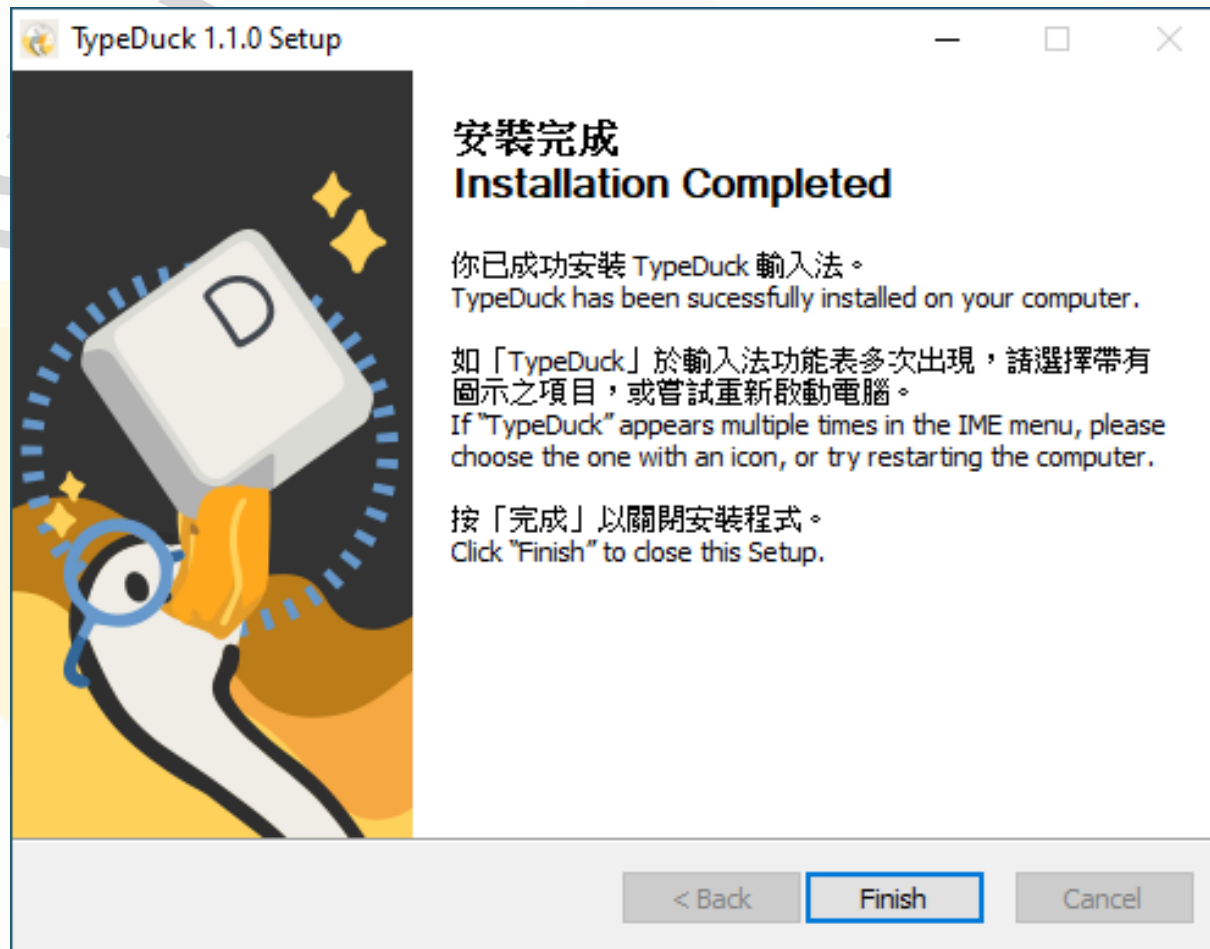 TypeDuck 1.1.0 Setup
D
安裝完成
Installation Completed
你已成功安裝 TypeDuck 輸入法。
TypeDuck has been sucessfully installed on your computer.
如「TypeDuck」於輸入法功能表多次出現，請選擇帶有
圖示之項目，或嘗試重新啟動電腦。
If “TypeDuck” appears multiple times in the IME menu, please
choose the one with an icon, or try restarting the computer.
按「完成」以關閉安裝程式。
Click “Finish” to close this Setup.
< Back
Finish
Cancel